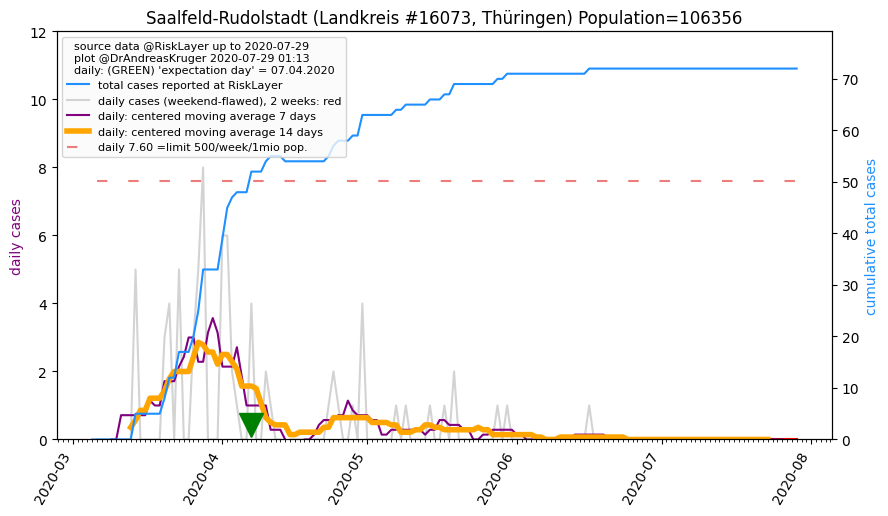 Saalfeld-Rudolstadt (Landkreis #16073, Thüringen) Population=106356
source data @RiskLayer up to 2020-07-29
plot @DrAndreasKruger 2020-07-29 01:13
daily: (GREEN) 'expectation day' = 07.04.2020
total cases reported at RiskLayer
daily cases (weekend-flawed), 2 weeks: red
daily: centered moving average 7 days
daily: centered moving average 14 days
daily 7.60 =limit 500/week/1mio pop.
daily cases
12
10
8
6
4
2
0
cumulative total cases
70
60
50
40
30
20
10
0
2020-03
2020-04
2020-05
2020-06
2020-07
2020-08